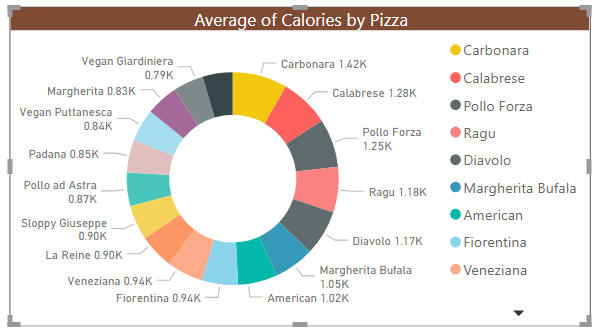 Average of Calories by Pizza
Carbonara 1.42K
Calabrese 1.28K
Pollo Forza
1.25K
Ragu 1.18K
Diavolo 1.17K
Margherita Bufala
1.05K
American 1.02K
Fiorentina 0.94K
Veneziana 0.94K
La Reine 0.90K
Sloppy Giuseppe
0.90K
Pollo ad Astra
0.87K
Padana 0.85K
Vegan Puttanesca
0.84K
Margherita 0.83K
Vegan Giardiniera
0.79K
Carbonara
Calabrese
Pollo Forza
Ragu
Diavolo
Margherita Bufala
American
Fiorentina
Veneziana